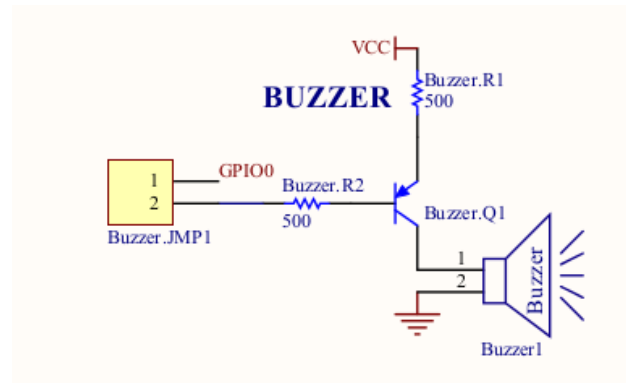 VCC
Buzzer.R1
500
BUZZER
GPIO0
1
2
Buzzer.R2
500
Buzzer.JMP1
Buzzer.Q1
1
2
Buzzer
Buzzer1